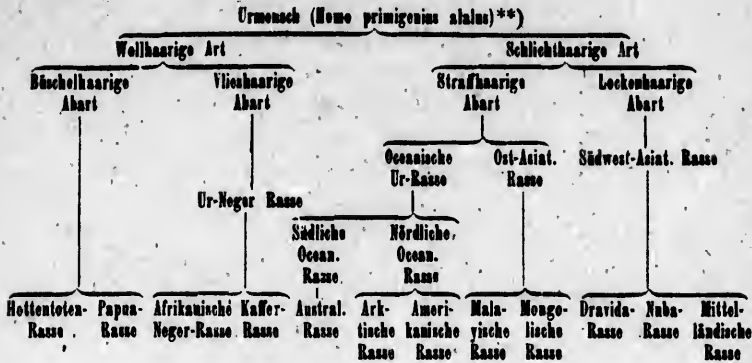 Urmensch (Homo primigenius alalus)**)
Wollhaarige Art Schlichthaarige Art
Büschelhaarige Vlieshaarige Straffhaarige Lockenhaarige
Abart Abart Abart Abart
Oceanische Ost-Asiat. Südwest-Asiat. Rasse
Ur-Rasse Rasse
Ur-Neger Rasse
Südliche Nördliche
Ocean. Ocean.
Rasse Rasse
Hottentoten- Papua- Afrikanische Kaffer- Austral. Ark- Ameri- Mala- Mongo- Dravida- Nuba- Mittel-
Rasse Rasse Neger-Rasse Rasse Rasse tische kanische yische lische Rasse Rasse ländische
Rasse Rasse Rasse Rasse Rasse